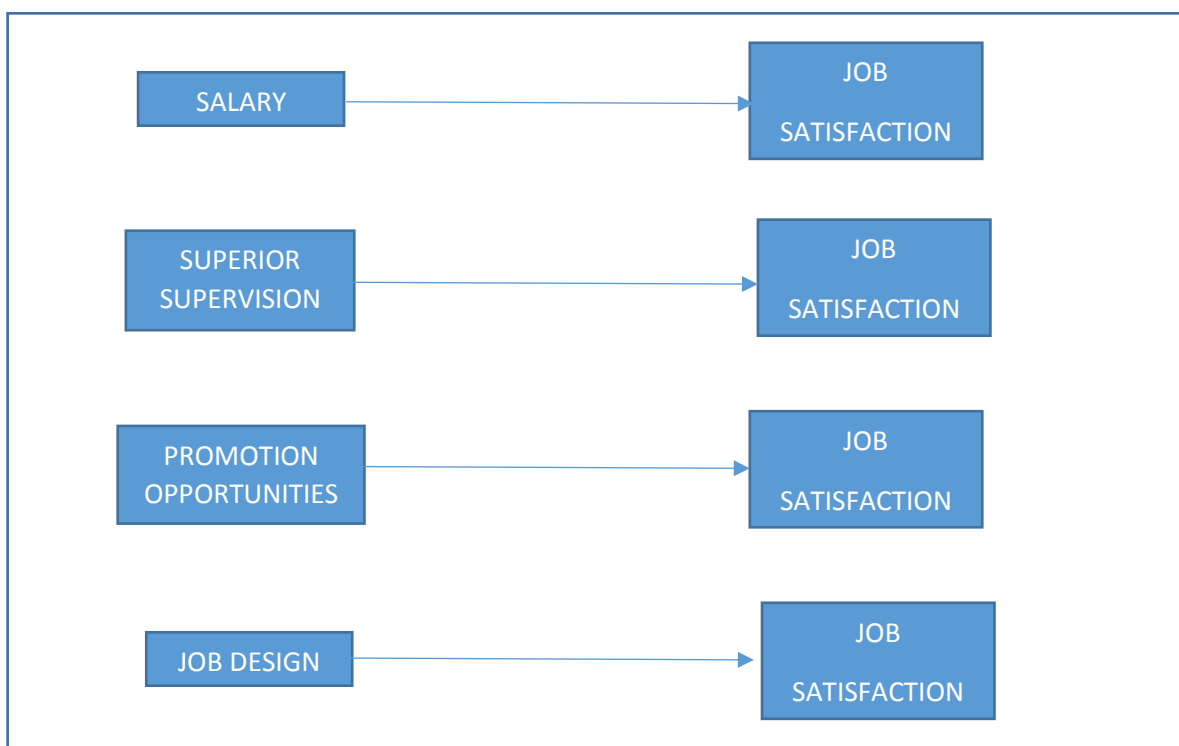 SALARY
JOB
SATISFACTION
SUPERIOR
SUPERVISION
JOB
SATISFACTION
PROMOTION
OPPORTUNITIES
JOB
SATISFACTION
JOB DESIGN
JOB
SATISFACTION